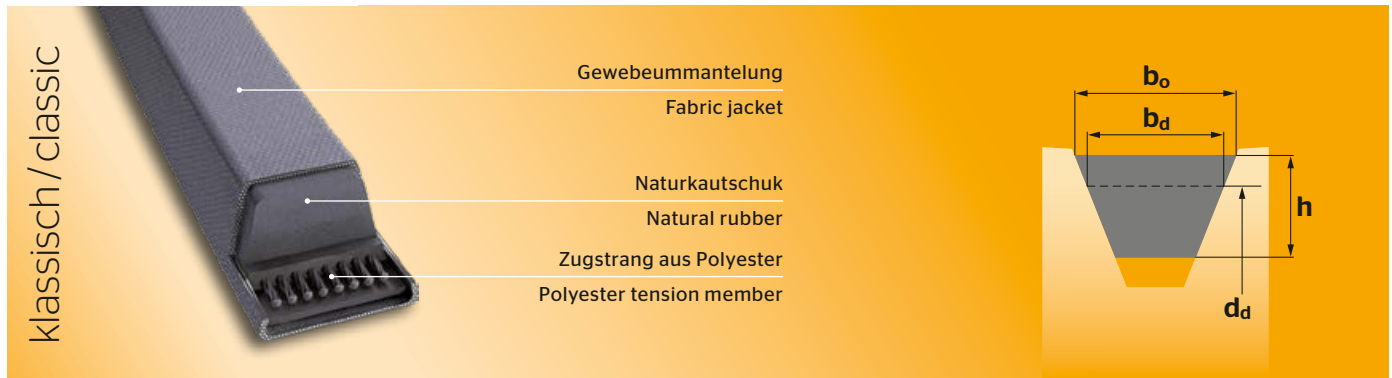 klassisch / classic
Gewebeummantelung
Fabric jacket
Naturkautschuk
Natural rubber
Zugstrang aus Polyester
Polyester tension member
bo
bd
h
dd